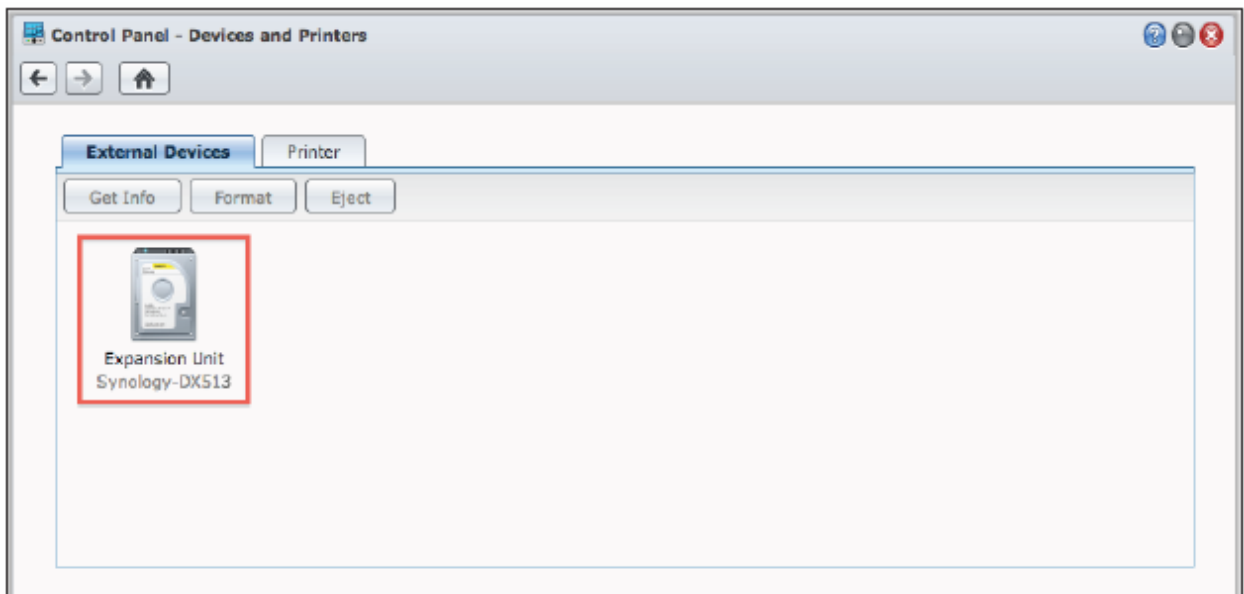 Control Panel - Devices and Printers
External Devices Printer
Get Info Format Eject
Expansion Unit
Synology-DX513